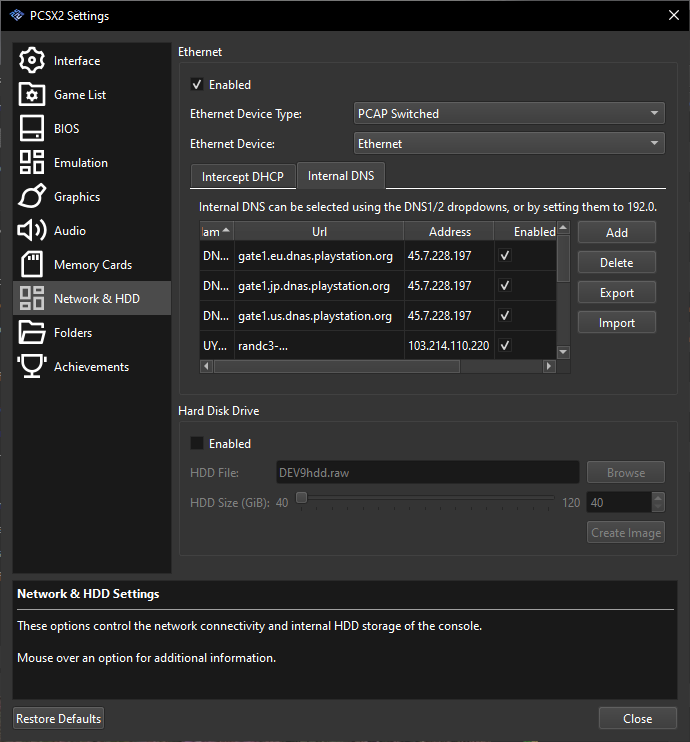 PCSX2 Settings
Interface
Game List
BIOS
Emulation
Graphics
Audio
Memory Cards
Network & HDD
Folders
Achievements
Ethernet
Enabled
Ethernet Device Type: PCAP Switched
Ethernet Device: Ethernet
Intercept DHCP Internal DNS
Internal DNS can be selected using the DNS1/2 dropdowns, or by setting them to 192.0.
Url Address Enabled
DN... gate1.eu.dnas.playstation.org 45.7.228.197
DN... gate1.jp.dnas.playstation.org 45.7.228.197
DN... gate1.us.dnas.playstation.org 45.7.228.197
UY... randc3-... 103.214.110.220
Add
Delete
Export
Import
Hard Disk Drive
Enabled
HDD File: DEV9hdd.raw Browse
HDD Size (GiB): 40 120 40
Create Image
Network & HDD Settings
These options control the network connectivity and internal HDD storage of the console.
Mouse over an option for additional information.
Restore Defaults Close